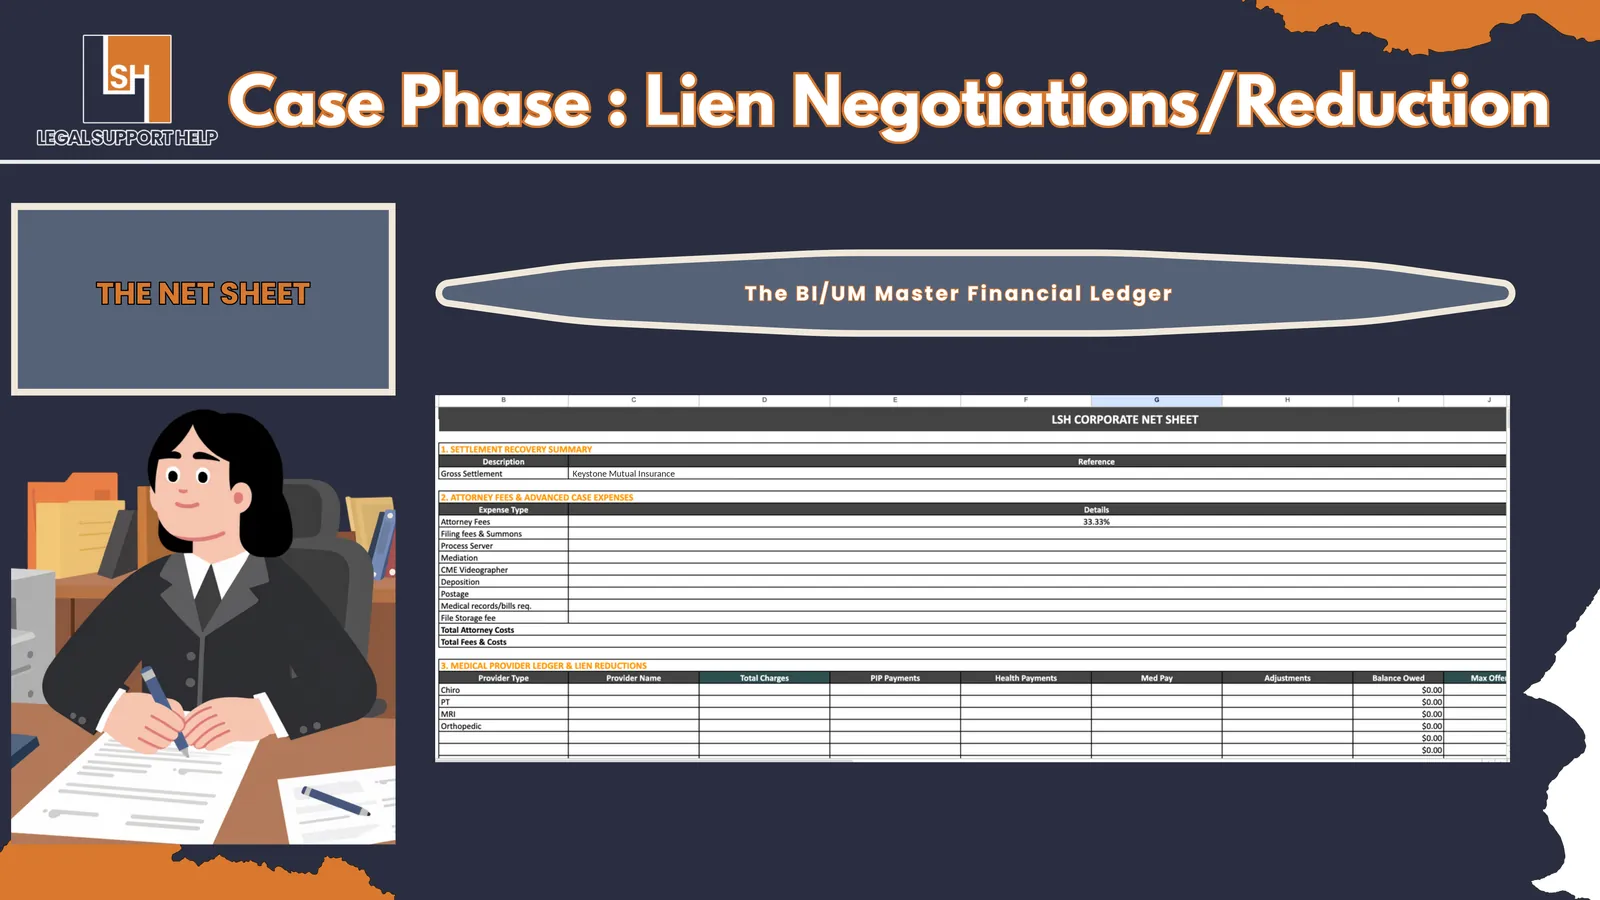 LSH
LEGAL SUPPORT HELP
Case Phase : Lien Negotiations/Reduction
THE NET SHEET
The BI/UM Master Financial Ledger
B C D E F G H I J
LSH CORPORATE NET SHEET
1. SETTLEMENT RECOVERY SUMMARY
Description Reference
Gross Settlement Keystone Mutual Insurance
2. ATTORNEY FEES & ADVANCED CASE EXPENSES
Expense Type Details
Attorney Fees 33.33%
Filing fees & Summons
Process Server
Mediation
CME Videographer
Deposition
Postage
Medical records/bills req.
File Storage fee
Total Attorney Costs
Total Fees & Costs
3. MEDICAL PROVIDER LEDGER & LIEN REDUCTIONS
Provider Type Provider Name Total Charges PIP Payments Health Payments Med Pay Adjustments Balance Owed Max Offer
Chiro $0.00
PT $0.00
MRI $0.00
Orthopedic $0.00
$0.00
$0.00